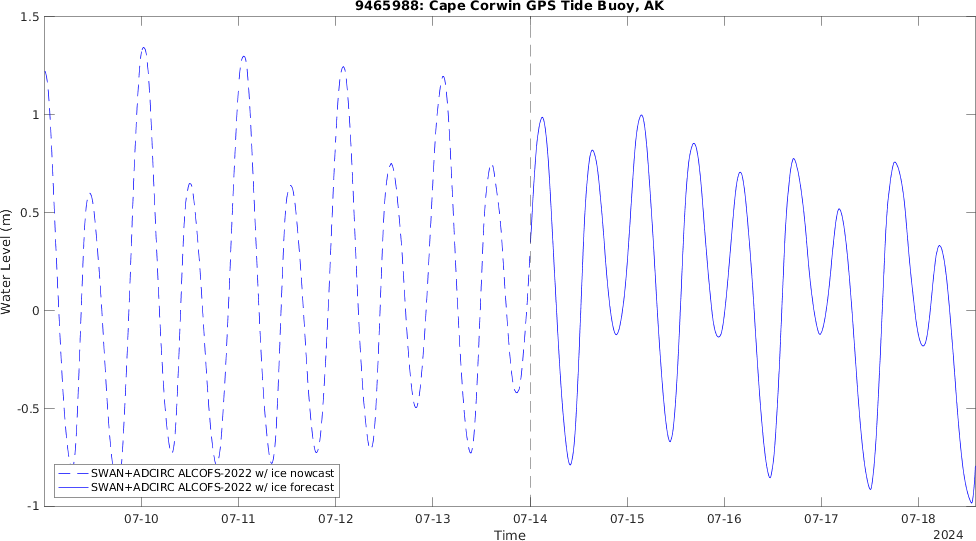 9465988: Cape Corwin GPS Tide Buoy, AK
1.5
1
0.5
0
-0.5
-1
Water Level (m)
SWAN+ADCIRC ALCOFS-2022 w/ ice nowcast
SWAN+ADCIRC ALCOFS-2022 w/ ice forecast
07-10 07-11 07-12 07-13 07-14 07-15 07-16 07-17 07-18
Time
2024